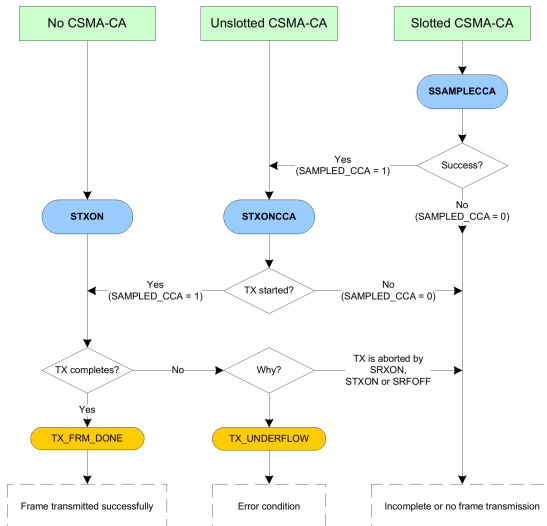 No CSMA-CA
Unslotted CSMA-CA
Slotted CSMA-CA
SSAMPLECCA
Yes
(SAMPLED_CCA = 1)
Success?
No
(SAMPLED_CCA = 0)
STXON
STXONCCA
Yes
(SAMPLED_CCA = 1)
TX started?
No
(SAMPLED_CCA = 0)
TX completes?
No
Why?
TX is aborted by
SRXON,
STXON or SRFOFF
Yes
TX_FRM_DONE
TX_UNDERFLOW
Frame transmitted successfully
Error condition
Incomplete or no frame transmission